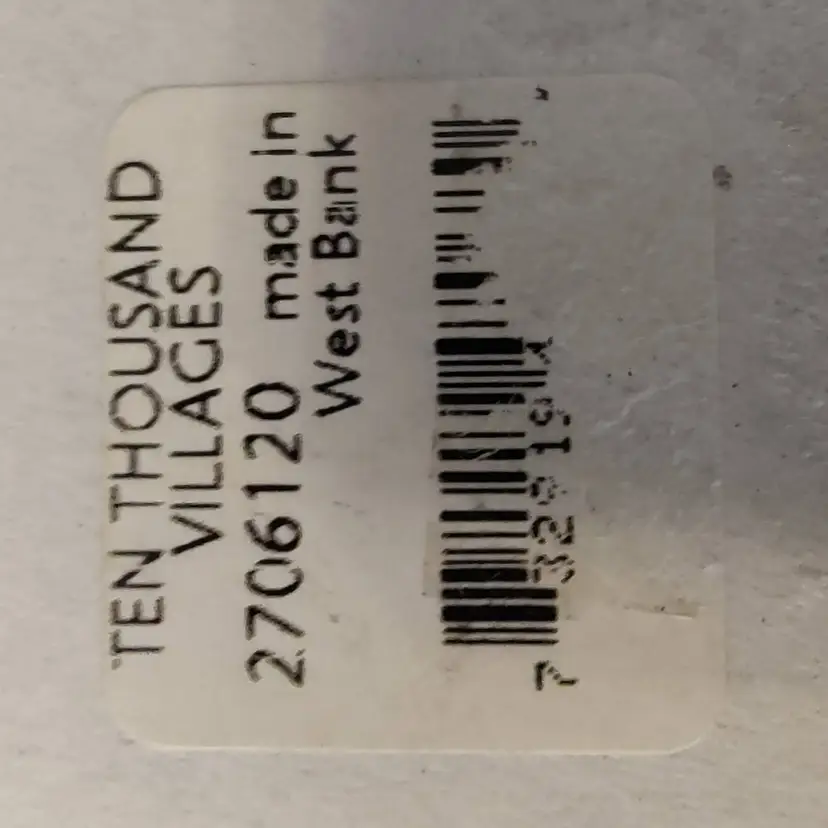 TEN THOUSAND
VILLAGES
2706120 made in
West Bank